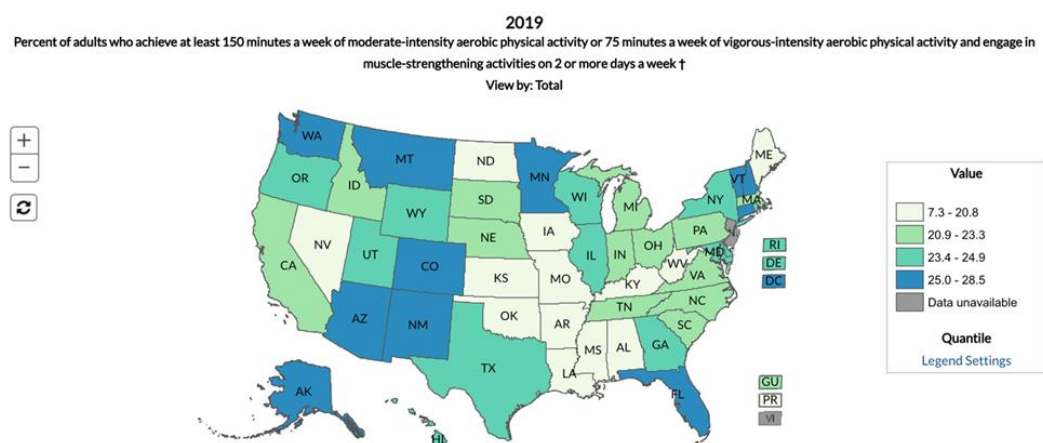 2019
Percent of adults who achieve at least 150 minutes a week of moderate-intensity aerobic physical activity or 75 minutes a week of vigorous-intensity aerobic physical activity and engage in
muscle-strengthening activities on 2 or more days a week †
View by: Total
+
−
WA
MT
ND
MN
ME
OR
ID
SD
WI
MI
NY
VT
MA
WY
NE
IA
PA
NV
UT
CO
KS
MO
IL
IN
OH
WV
MD
VA
KY
CA
AZ
NM
OK
AR
TN
NC
SC
TX
LA
MS
AL
GA
FL
AK
HI
RI
DE
DC
GU
PR
VI
Value
7.3 - 20.8
20.9 - 23.3
23.4 - 24.9
25.0 - 28.5
Data unavailable
Quantile
Legend Settings